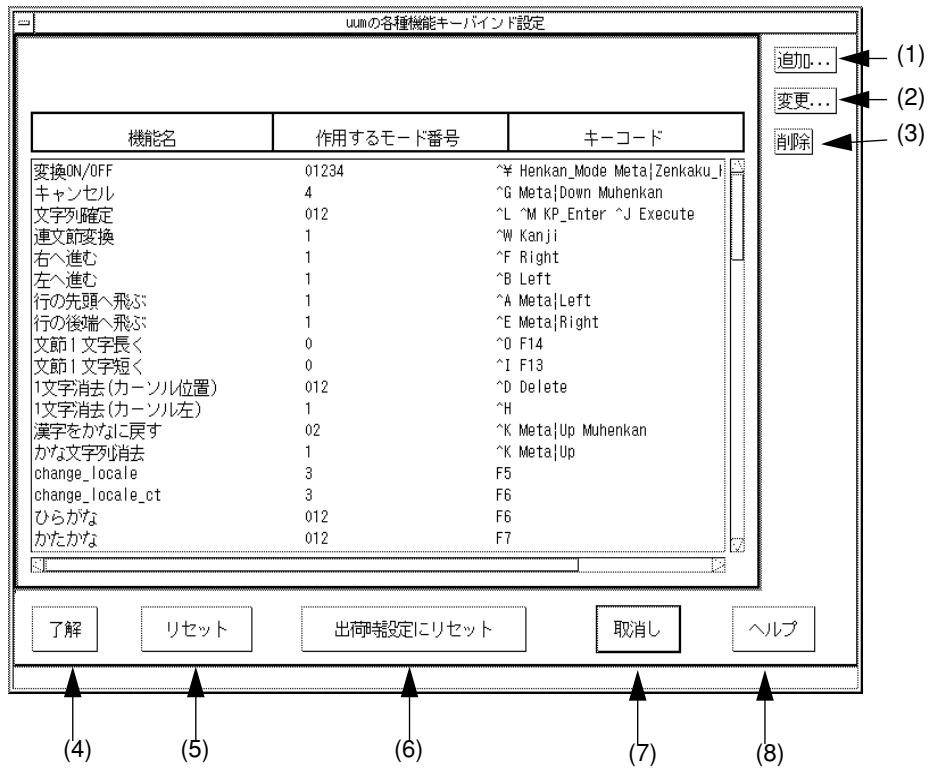 uumの各種機能キーバインド設定
追加... (1)
変更... (2)
削除 (3)
機能名 作用するモード番号 キーコード
変換ON/OFF 01234 ^¥ Henkan_Mode Meta|Zenkaku_
キャンセル 4 ^G Meta|Down Muhenkan
文字列確定 012 ^L ^M KP_Enter ^J Execute
連文節変換 1 ^W Kanji
右へ進む 1 ^F Right
左へ進む 1 ^B Left
行の先頭へ飛ぶ 1 ^A Meta|Left
行の後端へ飛ぶ 1 ^E Meta|Right
文節1文字長く 0 ^O F14
文節1文字短く 0 ^I F13
1文字消去(カーソル位置) 012 ^D Delete
1文字消去(カーソル左) 1 ^H
漢字をかなに戻す 02 ^K Meta|Up Muhenkan
かな文字列消去 1 ^K Meta|Up
change_locale 3 F5
change_locale_ct 3 F6
ひらがな 012 F6
かたかな 012 F7
了解 リセット 出荷時設定にリセット 取消し ヘルプ
(4) (5) (6) (7) (8)